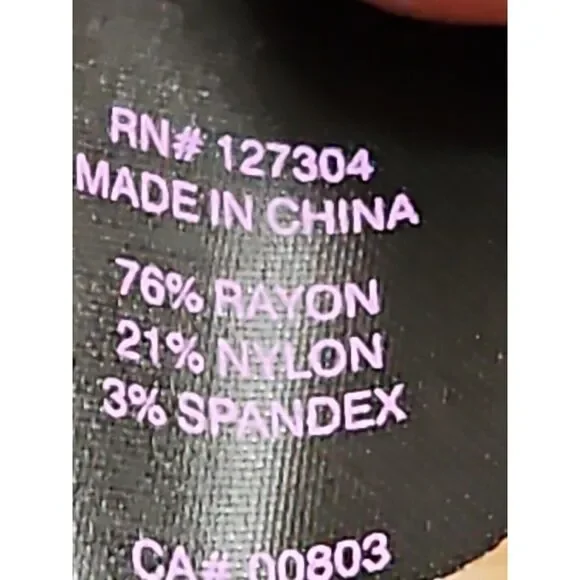 RN# 127304
MADE IN CHINA
76% RAYON
21% NYLON
3% SPANDEX
CA# 00803